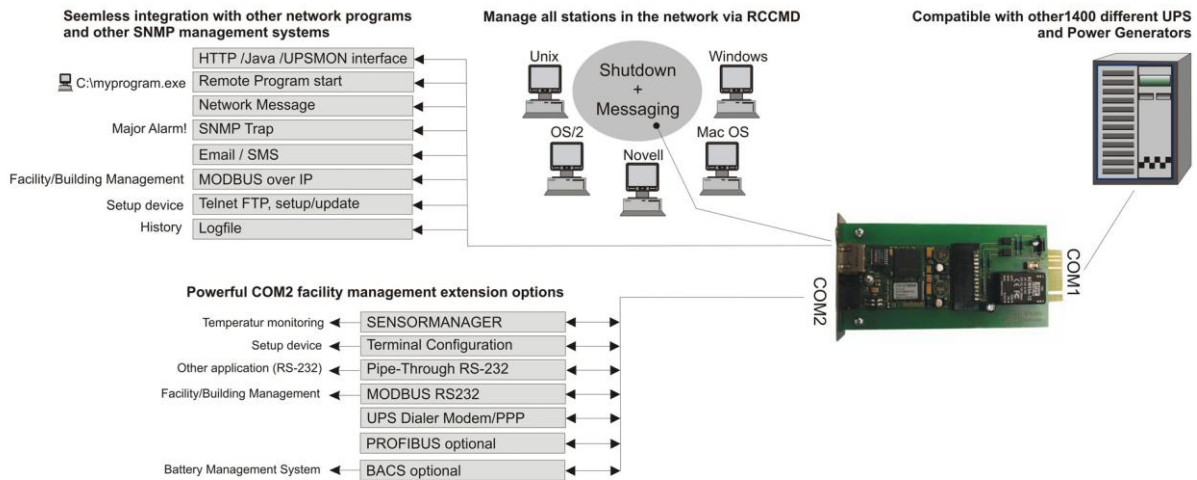 Seemless integration with other network programs
and other SNMP management systems
HTTP /Java /UPSMON interface
C:\myprogram.exe
Remote Program start
Network Message
Major Alarm!
SNMP Trap
Email / SMS
Facility/Building Management
MODBUS over IP
Setup device
Telnet FTP, setup/update
History
Logfile
Manage all stations in the network via RCCMD
Unix
Windows
Shutdown
+
Messaging
OS/2
Mac OS
Novell
Compatible with other1400 different UPS
and Power Generators
COM1
COM2
Powerful COM2 facility management extension options
Temperatur monitoring
SENSORMANAGER
Setup device
Terminal Configuration
Other application (RS-232)
Pipe-Through RS-232
Facility/Building Management
MODBUS RS232
UPS Dialer Modem/PPP
PROFIBUS optional
Battery Management System
BACS optional